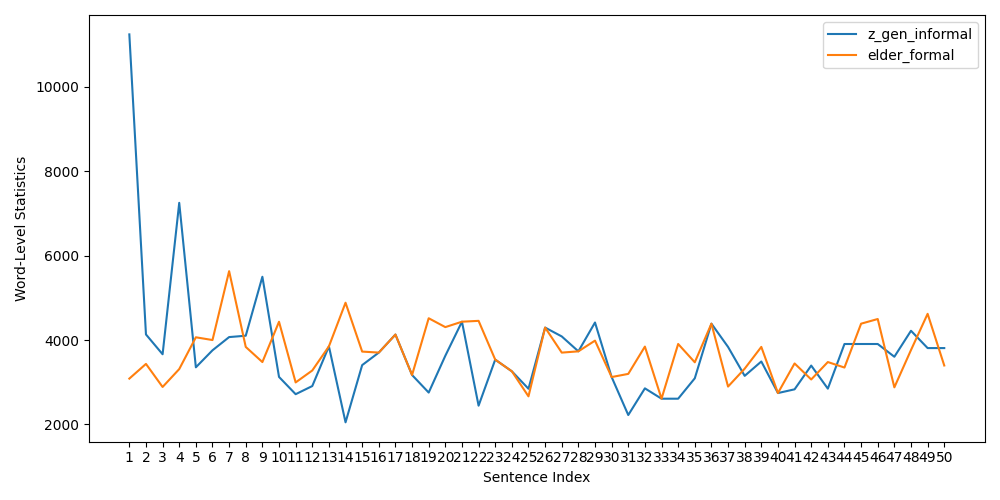 z_gen_informal
elder_formal
Word-Level Statistics
10000
8000
6000
4000
2000
1 2 3 4 5 6 7 8 9 10 11 12 13 14 15 16 17 18 19 20 21 22 23 24 25 26 27 28 29 30 31 32 33 34 35 36 37 38 39 40 41 42 43 44 45 46 47 48 49 50
Sentence Index